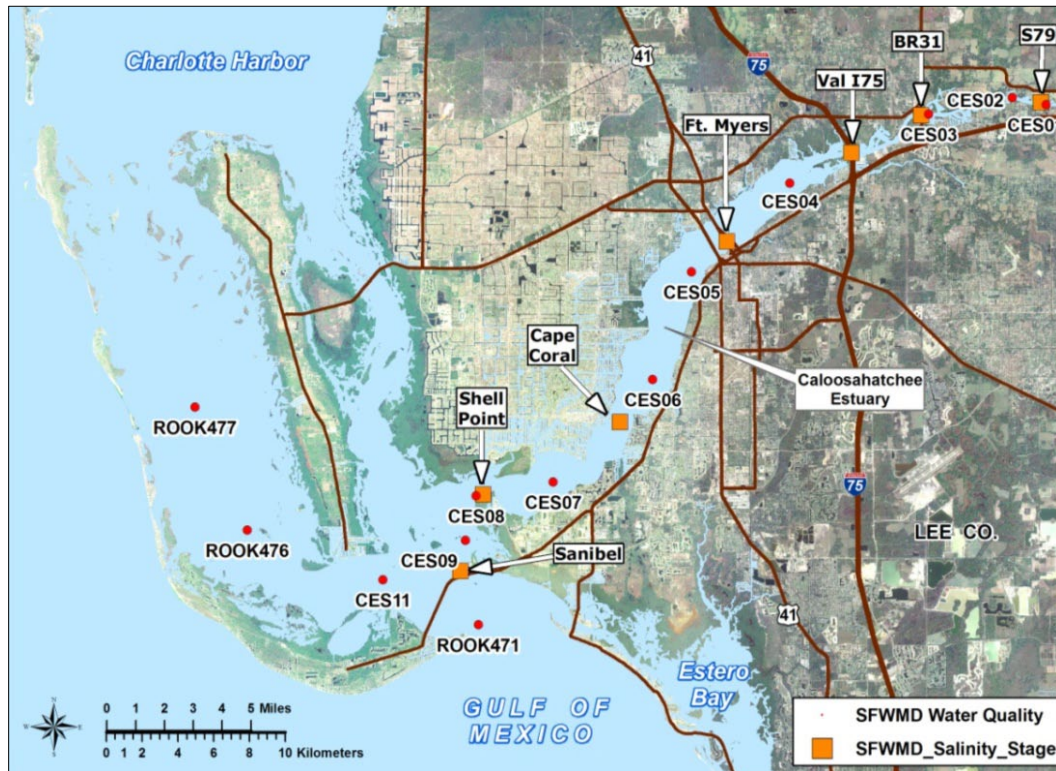 Charlotte Harbor
41
75
BR31
S79
Val I75
CES02
CES03
CES0
Ft. Myers
CES04
CES05
Cape
Coral
Caloosahatchee
Estuary
CES06
Shell
Point
ROOK477
75
CES07
CES08
LEE CO.
ROOK476
CES09
Sanibel
CES11
41
ROOK471
Estero
Bay
GULF OF
MEXICO
N
W
E
S
0 1 2 3 4 5 Miles
0 1 2 4 6 8 10 Kilometers
SFWMD Water Quality
SFWMD_Salinity_Stage